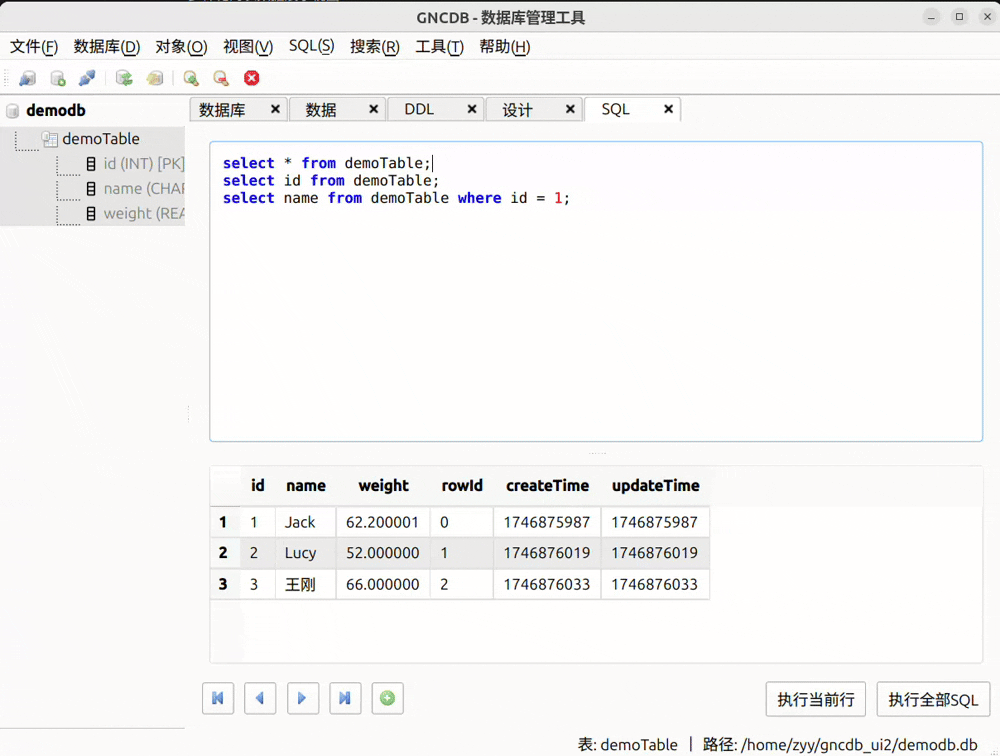 GNCDB - 数据库管理工具
文件(F) 数据库(D) 对象(O) 视图(V) SQL(S) 搜索(R) 工具(T) 帮助(H)
demodb
demoTable
id (INT) [PK]
name (CHAR
weight (REA
数据库 数据 DDL 设计 SQL
select * from demoTable;
select id from demoTable;
select name from demoTable where id = 1;
id name weight rowId createTime updateTime
1 1 Jack 62.200001 0 1746875987 1746875987
2 2 Lucy 52.000000 1 1746876019 1746876019
3 3 王刚 66.000000 2 1746876033 1746876033
执行当前行 执行全部SQL
表: demoTable | 路径: /home/zyy/gncdb_ui2/demodb.db